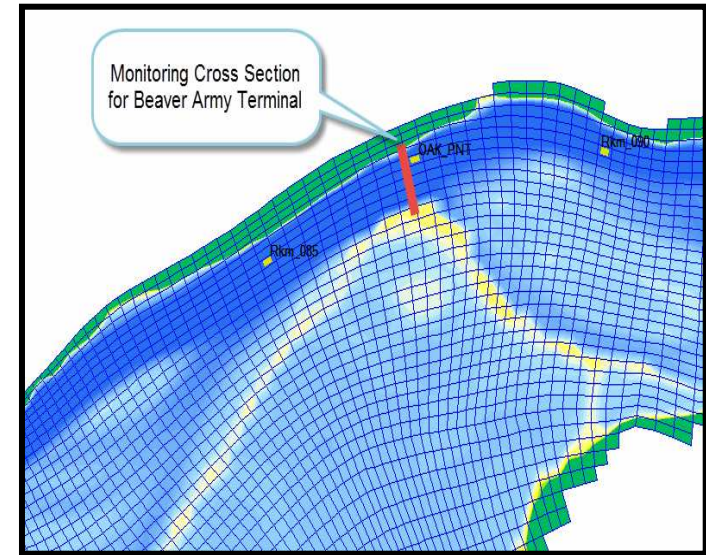 Monitoring Cross Section
for Beaver Army Terminal
OAK_PNT
Rkm_090
Rkm_085